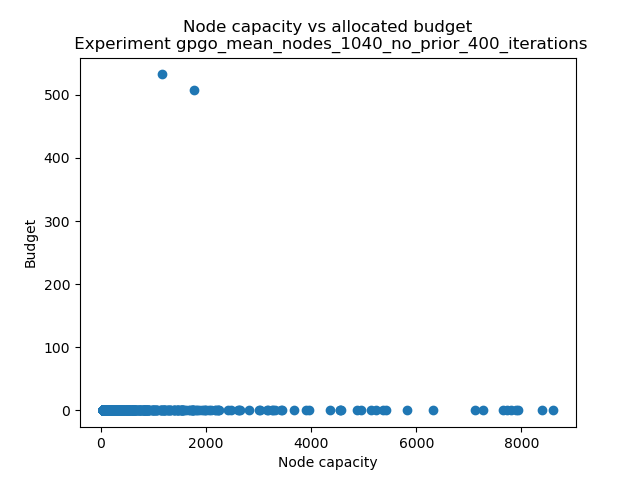 Node capacity vs allocated budget
Experiment gpgo_mean_nodes_1040_no_prior_400_iterations
500
400
300
200
100
0
Budget
0 2000 4000 6000 8000
Node capacity